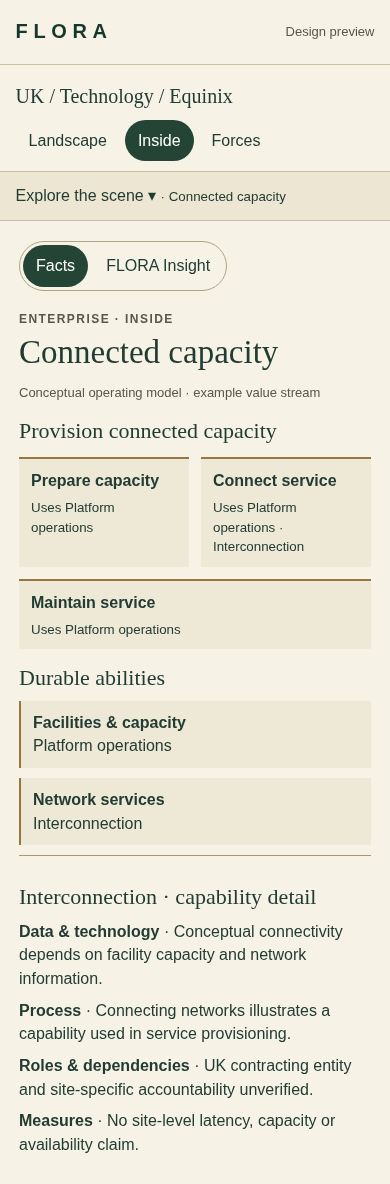 FLORA
Design preview
UK / Technology / Equinix
Landscape
Inside
Forces
Explore the scene ▾ · Connected capacity
Facts
FLORA Insight
ENTERPRISE · INSIDE
Connected capacity
Conceptual operating model · example value stream
Provision connected capacity
Prepare capacity
Uses Platform
operations
Connect service
Uses Platform
operations ·
Interconnection
Maintain service
Uses Platform operations
Durable abilities
Facilities & capacity
Platform operations
Network services
Interconnection
Interconnection · capability detail
Data & technology · Conceptual connectivity
depends on facility capacity and network
information.
Process · Connecting networks illustrates a
capability used in service provisioning.
Roles & dependencies · UK contracting entity
and site-specific accountability unverified.
Measures · No site-level latency, capacity or
availability claim.